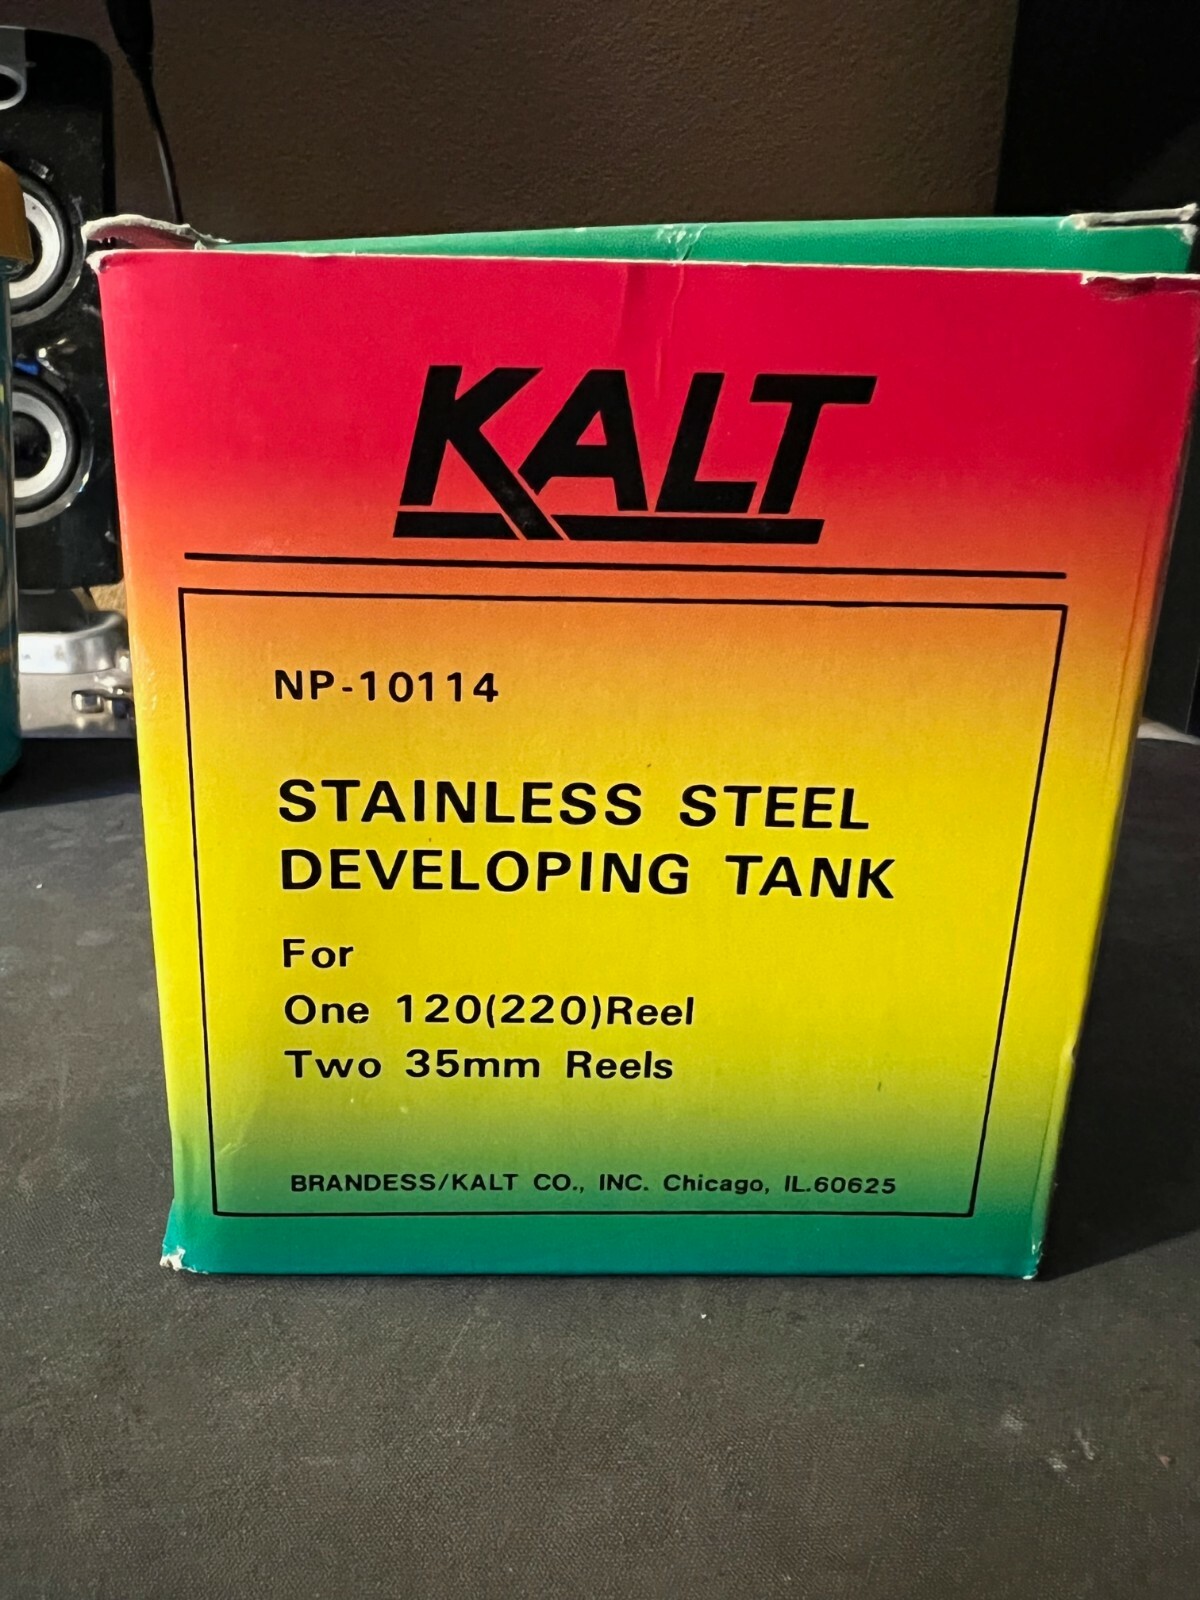 KALT
NP-10114
STAINLESS STEEL
DEVELOPING TANK
For
One 120(220)Reel
Two 35mm Reels
BRANDESS/KALT CO., INC. Chicago, IL.60625